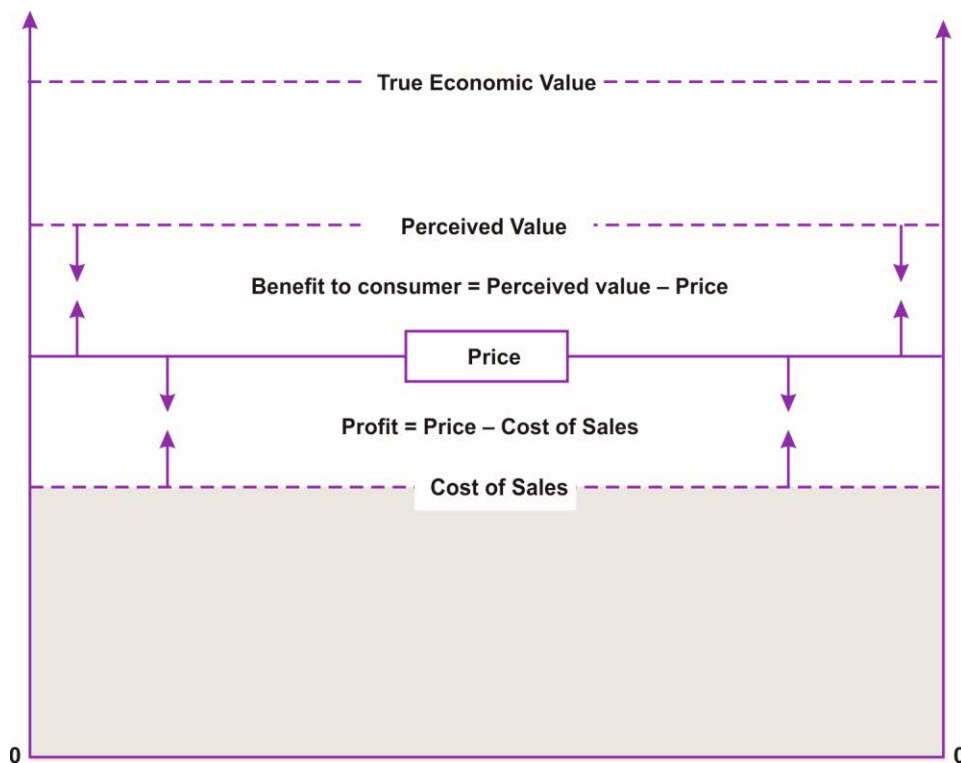 True Economic Value
Perceived Value
Benefit to consumer = Perceived value – Price
Price
Profit = Price – Cost of Sales
Cost of Sales
0
0